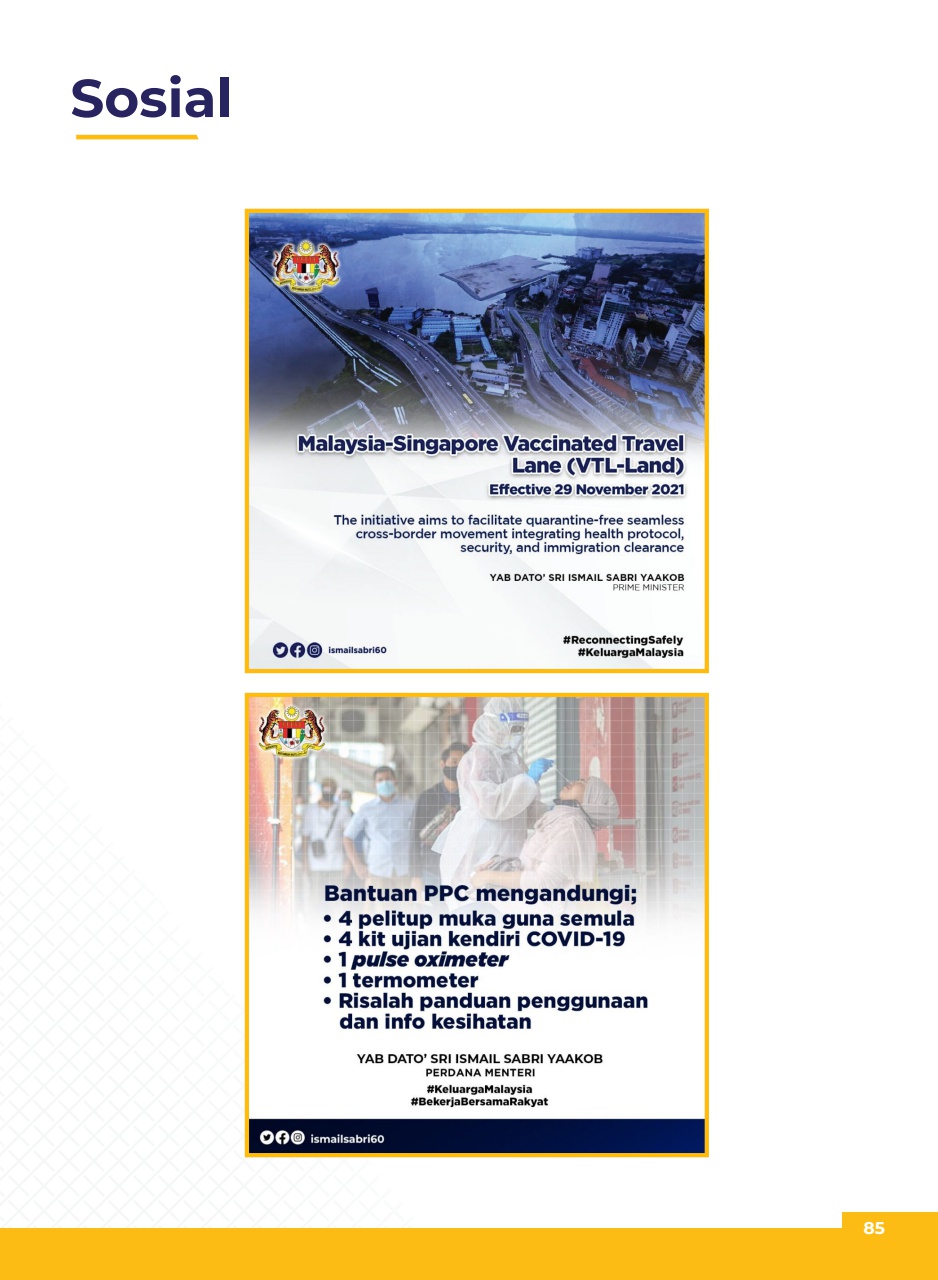 Sosial
Malaysia-Singapore Vaccinated Travel
Lane (VTL-Land)
Effective 29 November 2021
The initiative aims to facilitate quarantine-free seamless
cross-border movement integrating health protocol,
security, and immigration clearance
YAB DATO' SRI ISMAIL SABRI YAAKOB
PRIME MINISTER
#ReconnectingSafely
#KeluargaMalaysia
ismailsabri60
Bantuan PPC mengandungi;
• 4 pelitup muka guna semula
• 4 kit ujian kendiri COVID-19
• 1 pulse oximeter
• 1 termometer
• Risalah panduan penggunaan
dan info kesihatan
YAB DATO' SRI ISMAIL SABRI YAAKOB
PERDANA MENTERI
#KeluargaMalaysia
#BekerjaBersamaRakyat
ismailsabri60
85